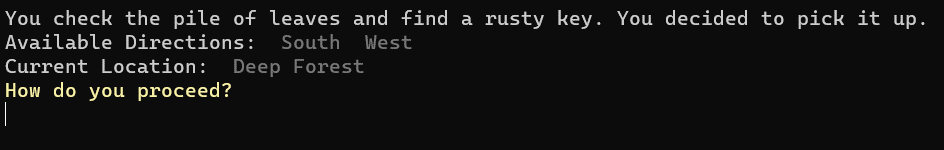 You check the pile of leaves and find a rusty key. You decided to pick it up.
Available Directions:  South  West
Current Location:  Deep Forest
How do you proceed?